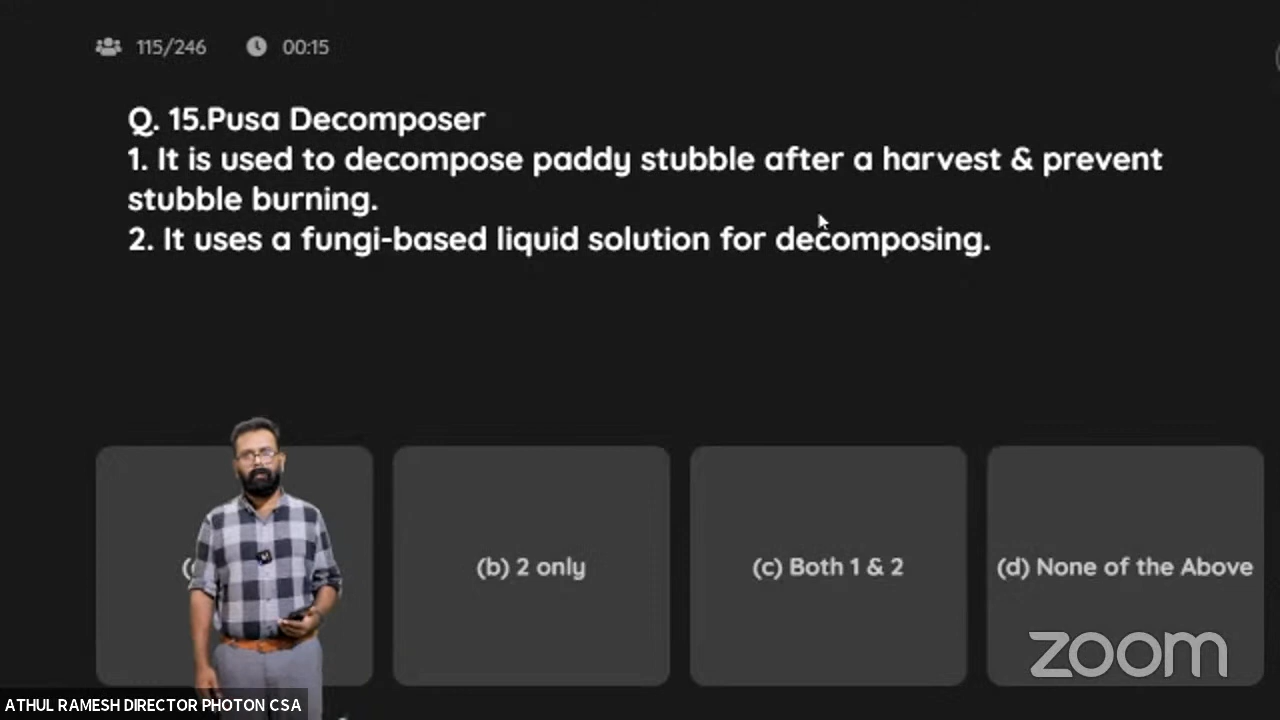 115/246 00:15
Q. 15.Pusa Decomposer
1. It is used to decompose paddy stubble after a harvest & prevent
stubble burning.
2. It uses a fungi-based liquid solution for decomposing.
(b) 2 only (c) Both 1 & 2 (d) None of the Above
zoom
ATHUL RAMESH DIRECTOR PHOTON CSA